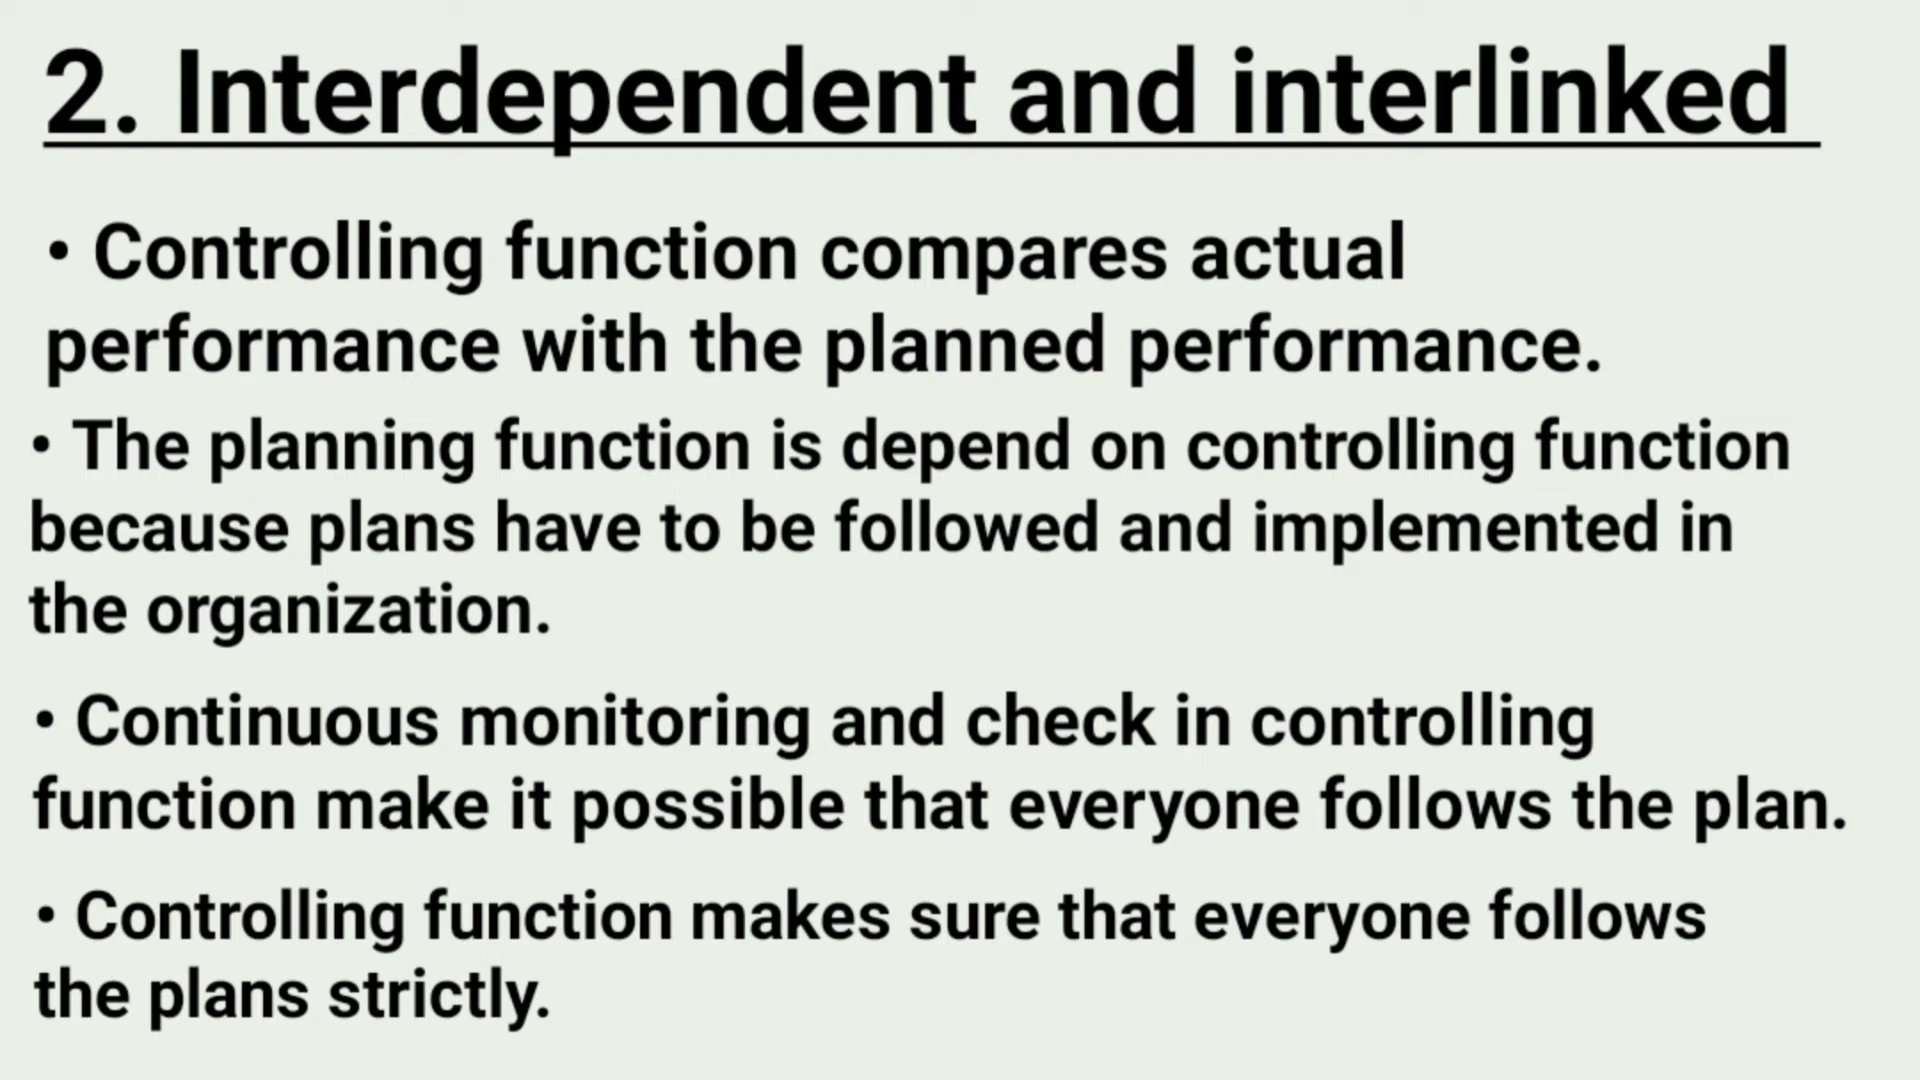 2. Interdependent and interlinked
• Controlling function compares actual
performance with the planned performance.
• The planning function is depend on controlling function
because plans have to be followed and implemented in
the organization.
• Continuous monitoring and check in controlling
function make it possible that everyone follows the plan.
• Controlling function makes sure that everyone follows
the plans strictly.